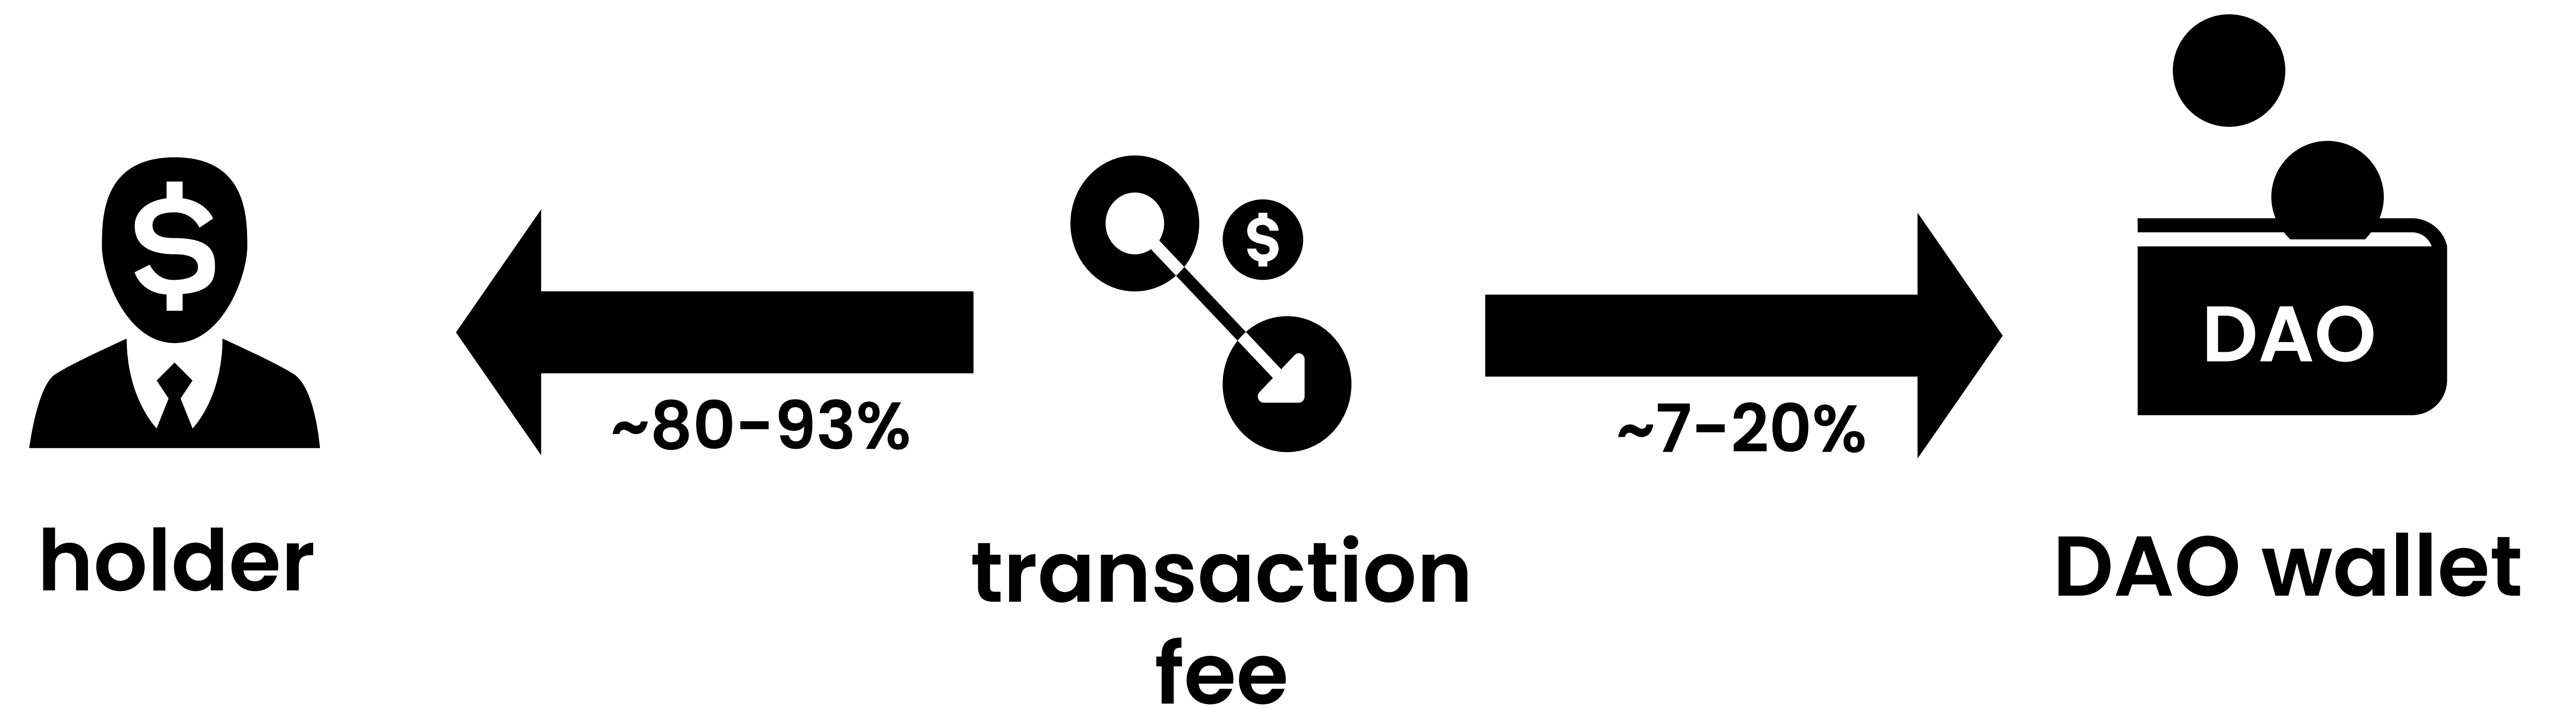 $
$
DAO
~80-93%
~7-20%
holder
transaction
fee
DAO wallet